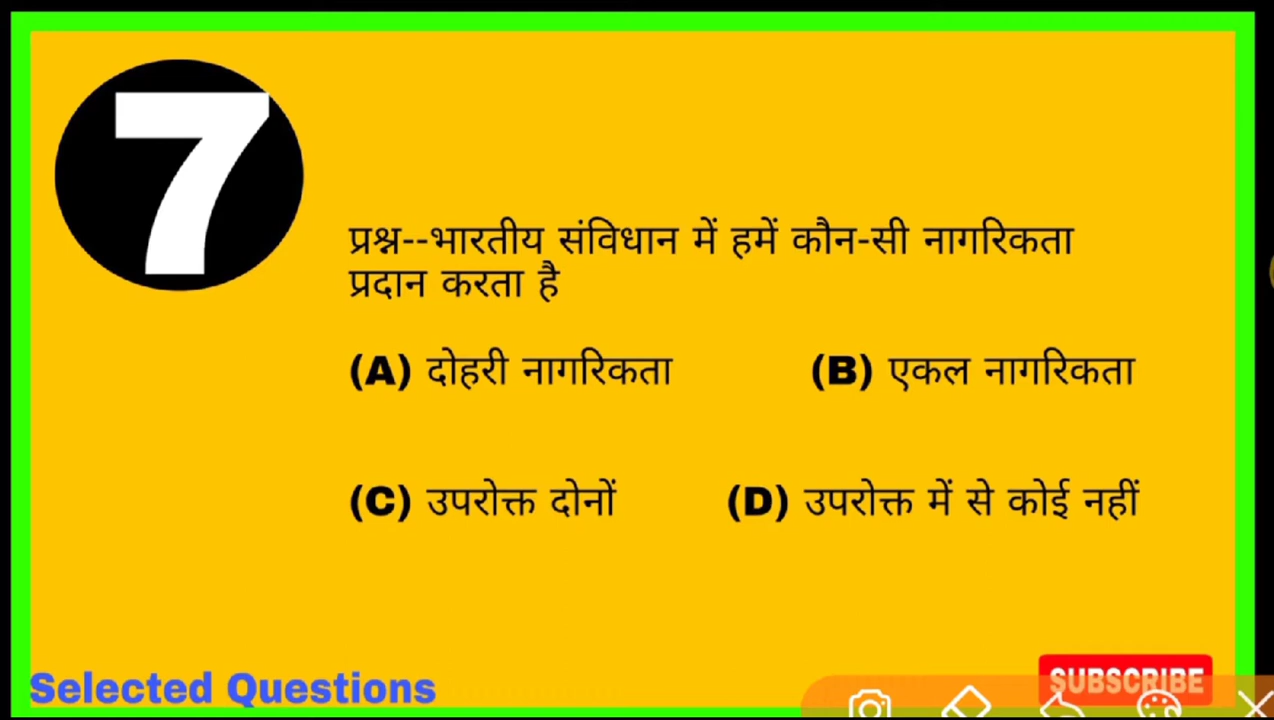 7
प्रश्न--भारतीय संविधान में हमें कौन-सी नागरिकता
प्रदान करता है
(A) दोहरी नागरिकता (B) एकल नागरिकता
(C) उपरोक्त दोनों (D) उपरोक्त में से कोई नहीं
Selected Questions SUBSCRIBE